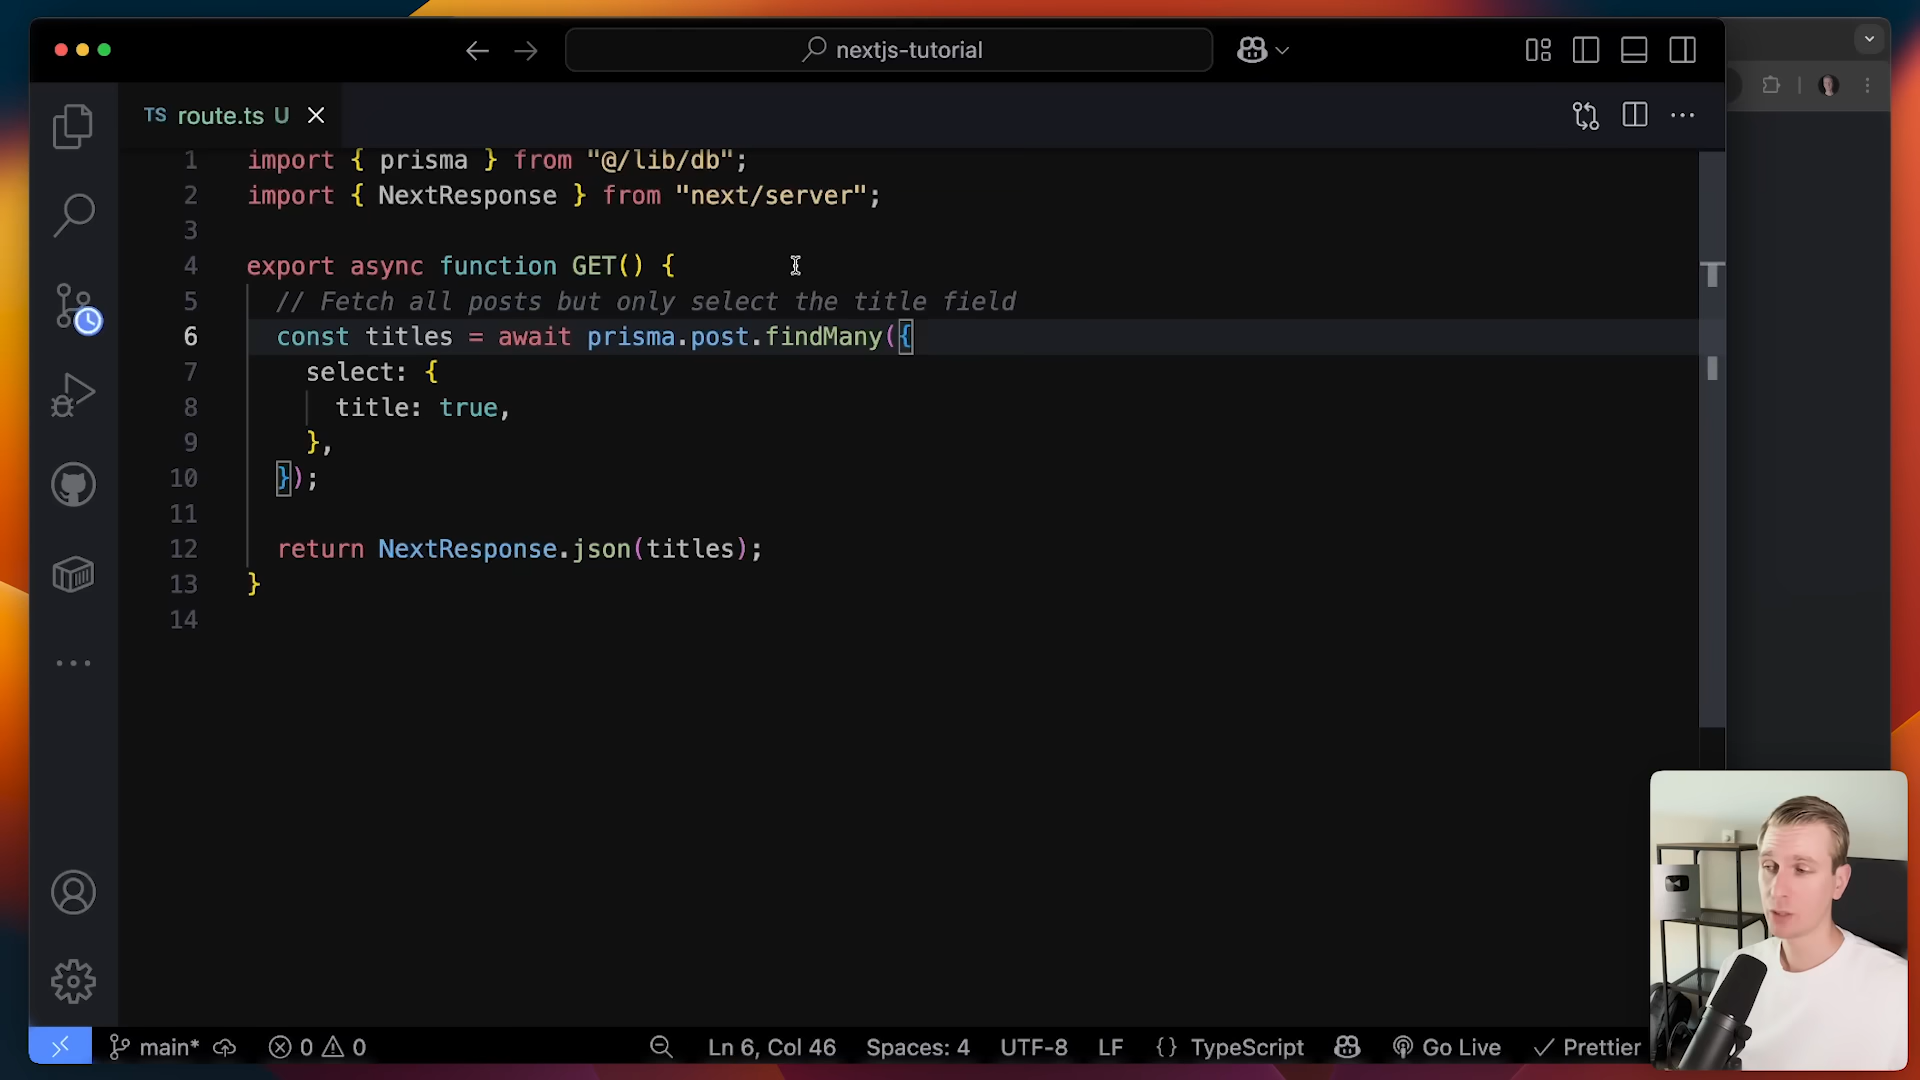 nextjs-tutorial
TS route.ts U
1 import { prisma } from "@/lib/db";
2 import { NextResponse } from "next/server";
3
4 export async function GET() {
5 // Fetch all posts but only select the title field
6 const titles = await prisma.post.findMany({
7 select: {
8 title: true,
9 },
10 });
11
12 return NextResponse.json(titles);
13 }
14
main* 0 0 Ln 6, Col 46 Spaces: 4 UTF-8 LF {} TypeScript Go Live Prettier